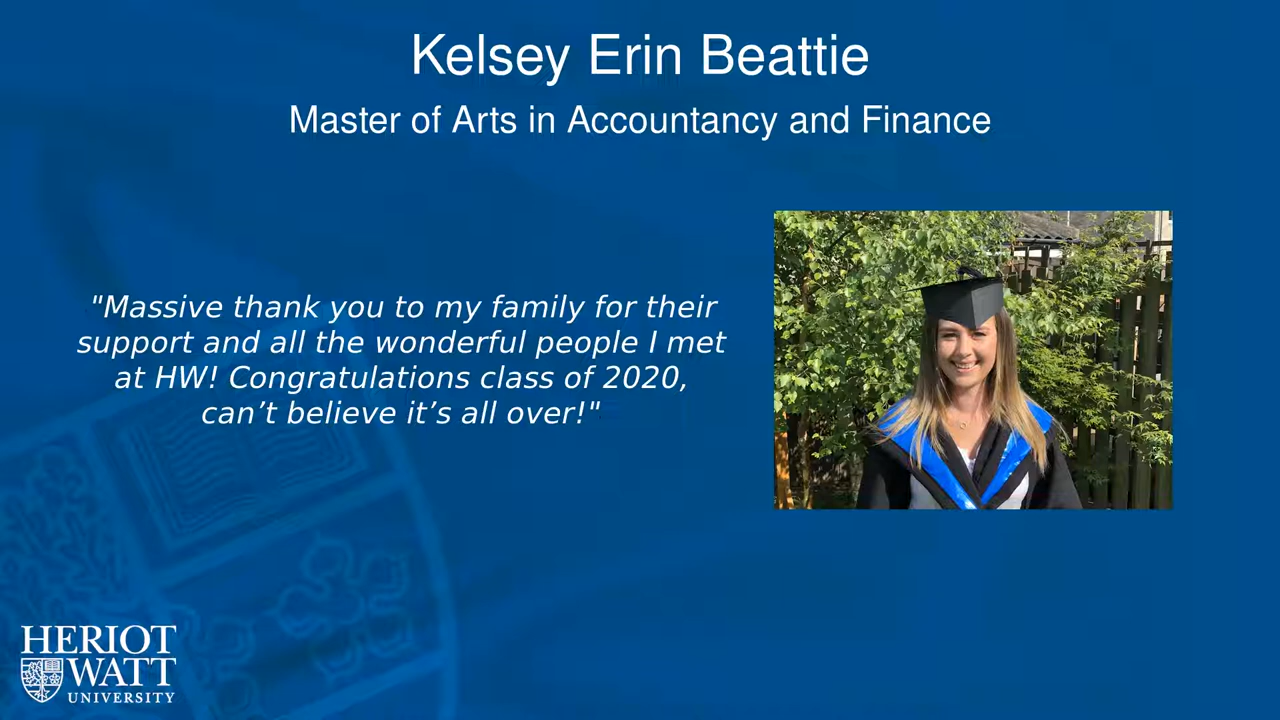 Kelsey Erin Beattie
Master of Arts in Accountancy and Finance
"Massive thank you to my family for their
support and all the wonderful people I met
at HW! Congratulations class of 2020,
can’t believe it’s all over!"
HERIOT
WATT
UNIVERSITY